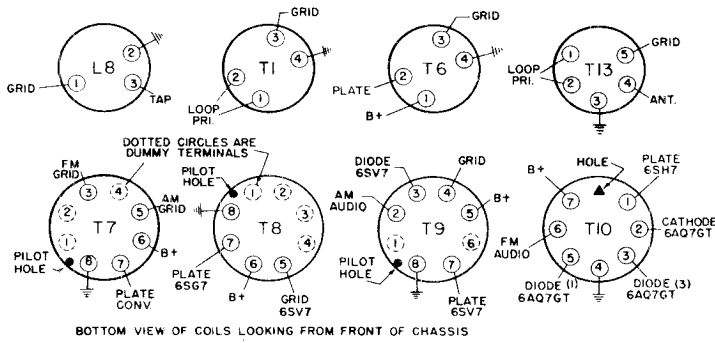 GRID
1
L8
2
3
TAP
GRID
3
4
T1
2
LOOP
PRI.
1
GRID
3
4
T6
2
PLATE
1
B+
1
5
GRID
T13
LOOP
PRI.
2
4
ANT.
3
DOTTED CIRCLES ARE
DUMMY TERMINALS
FM
GRID
3
4
2
5
AM
GRID
T7
1
6
B+
PILOT
HOLE
8
7
PLATE
CONV.
PILOT
HOLE
1
2
8
3
T8
7
4
PLATE
6SG7
6
5
B+
GRID
6SV7
DIODE
6SV7
GRID
3
4
AM
AUDIO
2
5
B+
T9
1
6
PILOT
HOLE
8
7
PLATE
6SV7
HOLE
PLATE
6SH7
B+
7
1
6
T10
2
CATHODE
6AQ7GT
FM
AUDIO
5
4
3
DIODE (1)
6AQ7GT
DIODE (3)
6AQ7GT
BOTTOM VIEW OF COILS LOOKING FROM FRONT OF CHASSIS